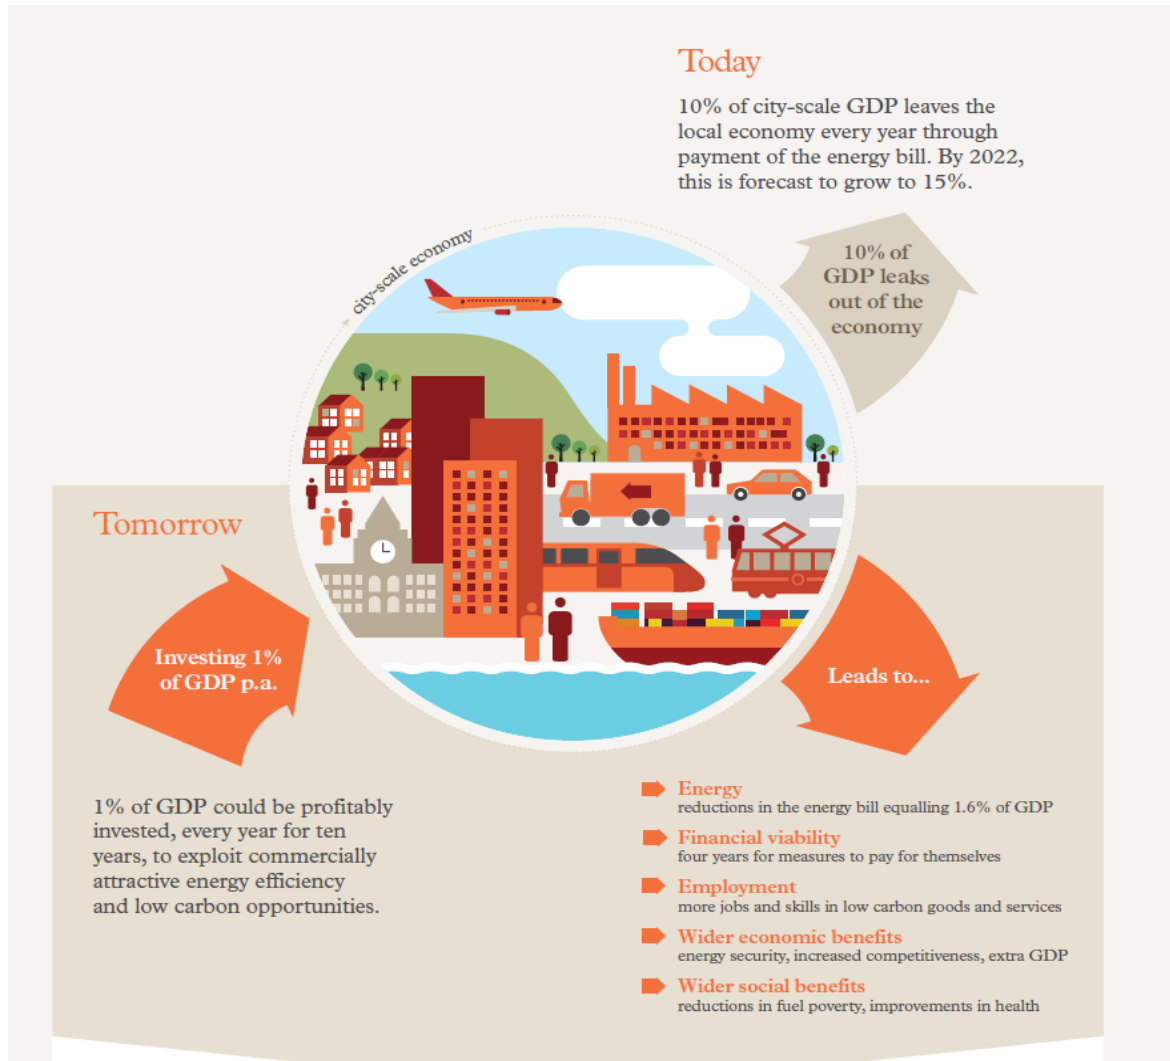 Today
10% of city-scale GDP leaves the
local economy every year through
payment of the energy bill. By 2022,
this is forecast to grow to 15%.
city-scale economy
10% of
GDP leaks
out of the
economy
Tomorrow
Investing 1%
of GDP p.a.
1% of GDP could be profitably
invested, every year for ten
years, to exploit commercially
attractive energy efficiency
and low carbon opportunities.
Leads to...
Energy
reductions in the energy bill equalling 1.6% of GDP
Financial viability
four years for measures to pay for themselves
Employment
more jobs and skills in low carbon goods and services
Wider economic benefits
energy security, increased competitiveness, extra GDP
Wider social benefits
reductions in fuel poverty, improvements in health